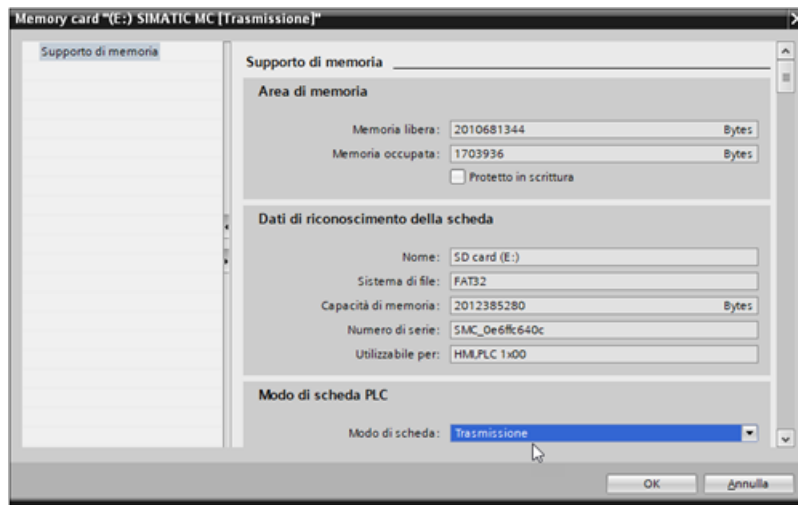 Memory card "(E:) SIMATIC MC [Trasmissione]"
Supporto di memoria
Supporto di memoria
Area di memoria
Memoria libera: 2010681344 Bytes
Memoria occupata: 1703936 Bytes
Protetto in scrittura
Dati di riconoscimento della scheda
Nome: SD card (E:)
Sistema di file: FAT32
Capacità di memoria: 2012385280 Bytes
Numero di serie: SMC_0e6ffc640c
Utilizzabile per: HMI,PLC 1x00
Modo di scheda PLC
Modo di scheda: Trasmissione
OK Annulla